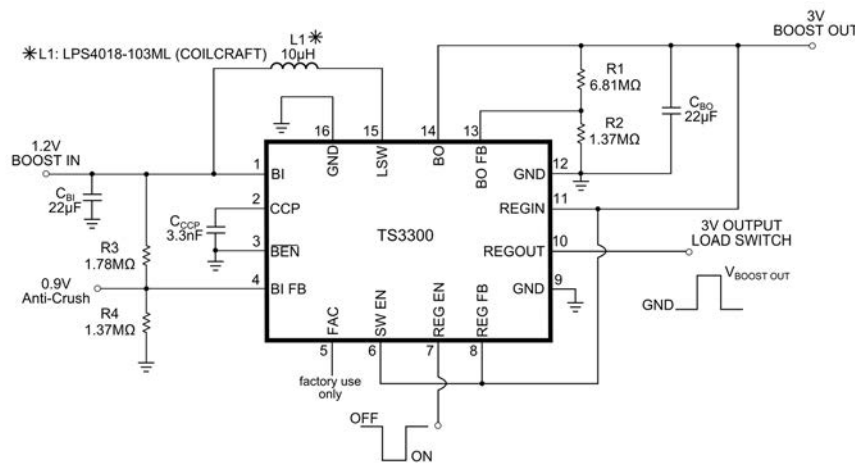 ✳L1: LPS4018-103ML (COILCRAFT)
L1✳
10µH
3V
BOOST OUT
R1
6.81MΩ
R2
1.37MΩ
CBO
22µF
16
15
14
13
GND
LSW
BO
BO FB
1.2V
BOOST IN
CBI
22µF
1
BI
2
CCP
CCCP
3.3nF
3
BEN
4
BI FB
R3
1.78MΩ
0.9V
Anti-Crush
R4
1.37MΩ
TS3300
GND
12
REGIN
11
REGOUT
10
GND
9
3V OUTPUT
LOAD SWITCH
VBOOST OUT
GND
FAC
SW EN
REG EN
REG FB
5
6
7
8
factory use
only
OFF
ON